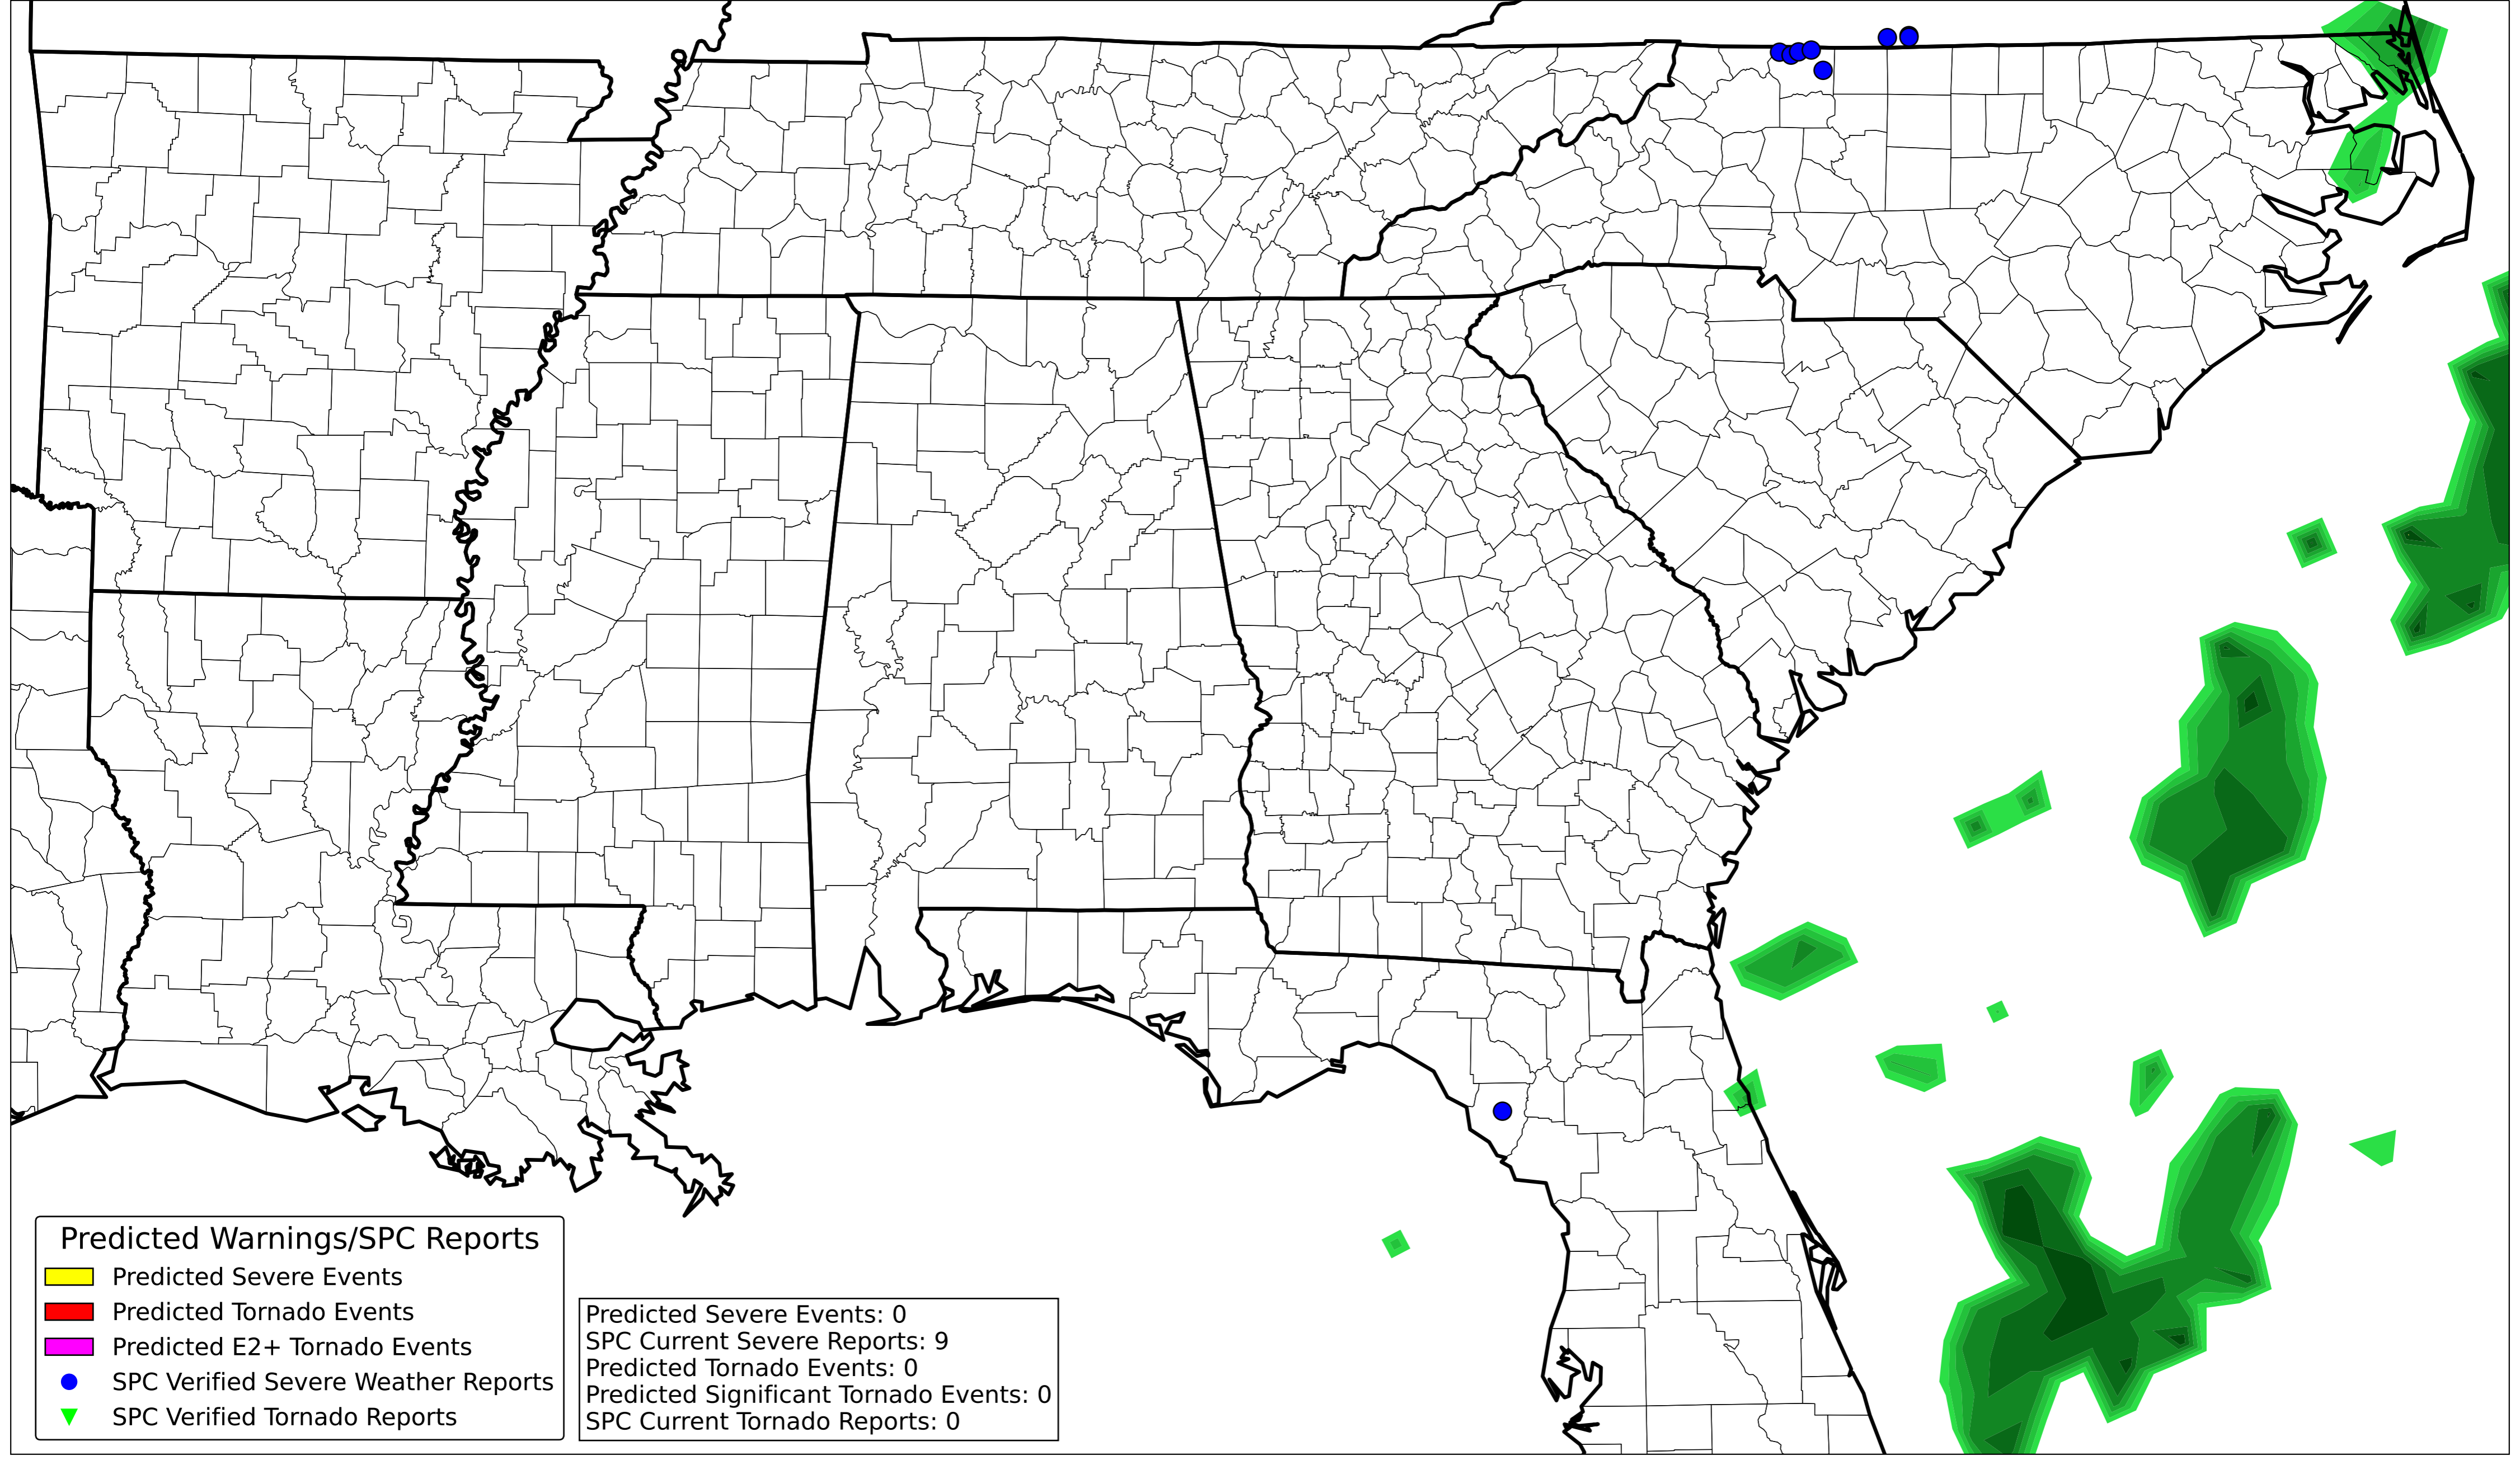 Predicted Warnings/SPC Reports
Predicted Severe Events
Predicted Tornado Events
Predicted E2+ Tornado Events
SPC Verified Severe Weather Reports
SPC Verified Tornado Reports
Predicted Severe Events: 0
SPC Current Severe Reports: 9
Predicted Tornado Events: 0
Predicted Significant Tornado Events: 0
SPC Current Tornado Reports: 0